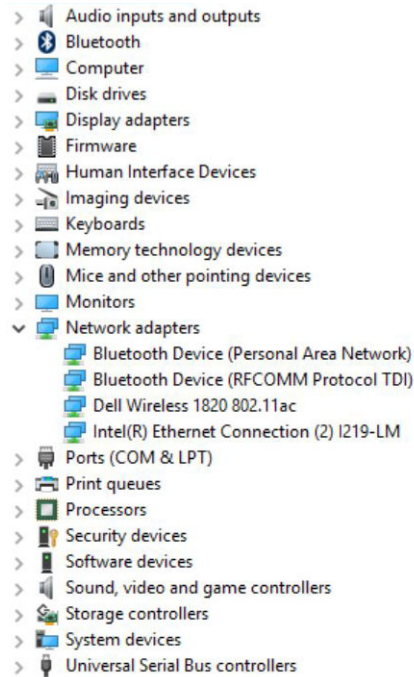 Audio inputs and outputs
Bluetooth
Computer
Disk drives
Display adapters
Firmware
Human Interface Devices
Imaging devices
Keyboards
Memory technology devices
Mice and other pointing devices
Monitors
Network adapters
Bluetooth Device (Personal Area Network)
Bluetooth Device (RFCOMM Protocol TDI)
Dell Wireless 1820 802.11ac
Intel(R) Ethernet Connection (2) I219-LM
Ports (COM & LPT)
Print queues
Processors
Security devices
Software devices
Sound, video and game controllers
Storage controllers
System devices
Universal Serial Bus controllers